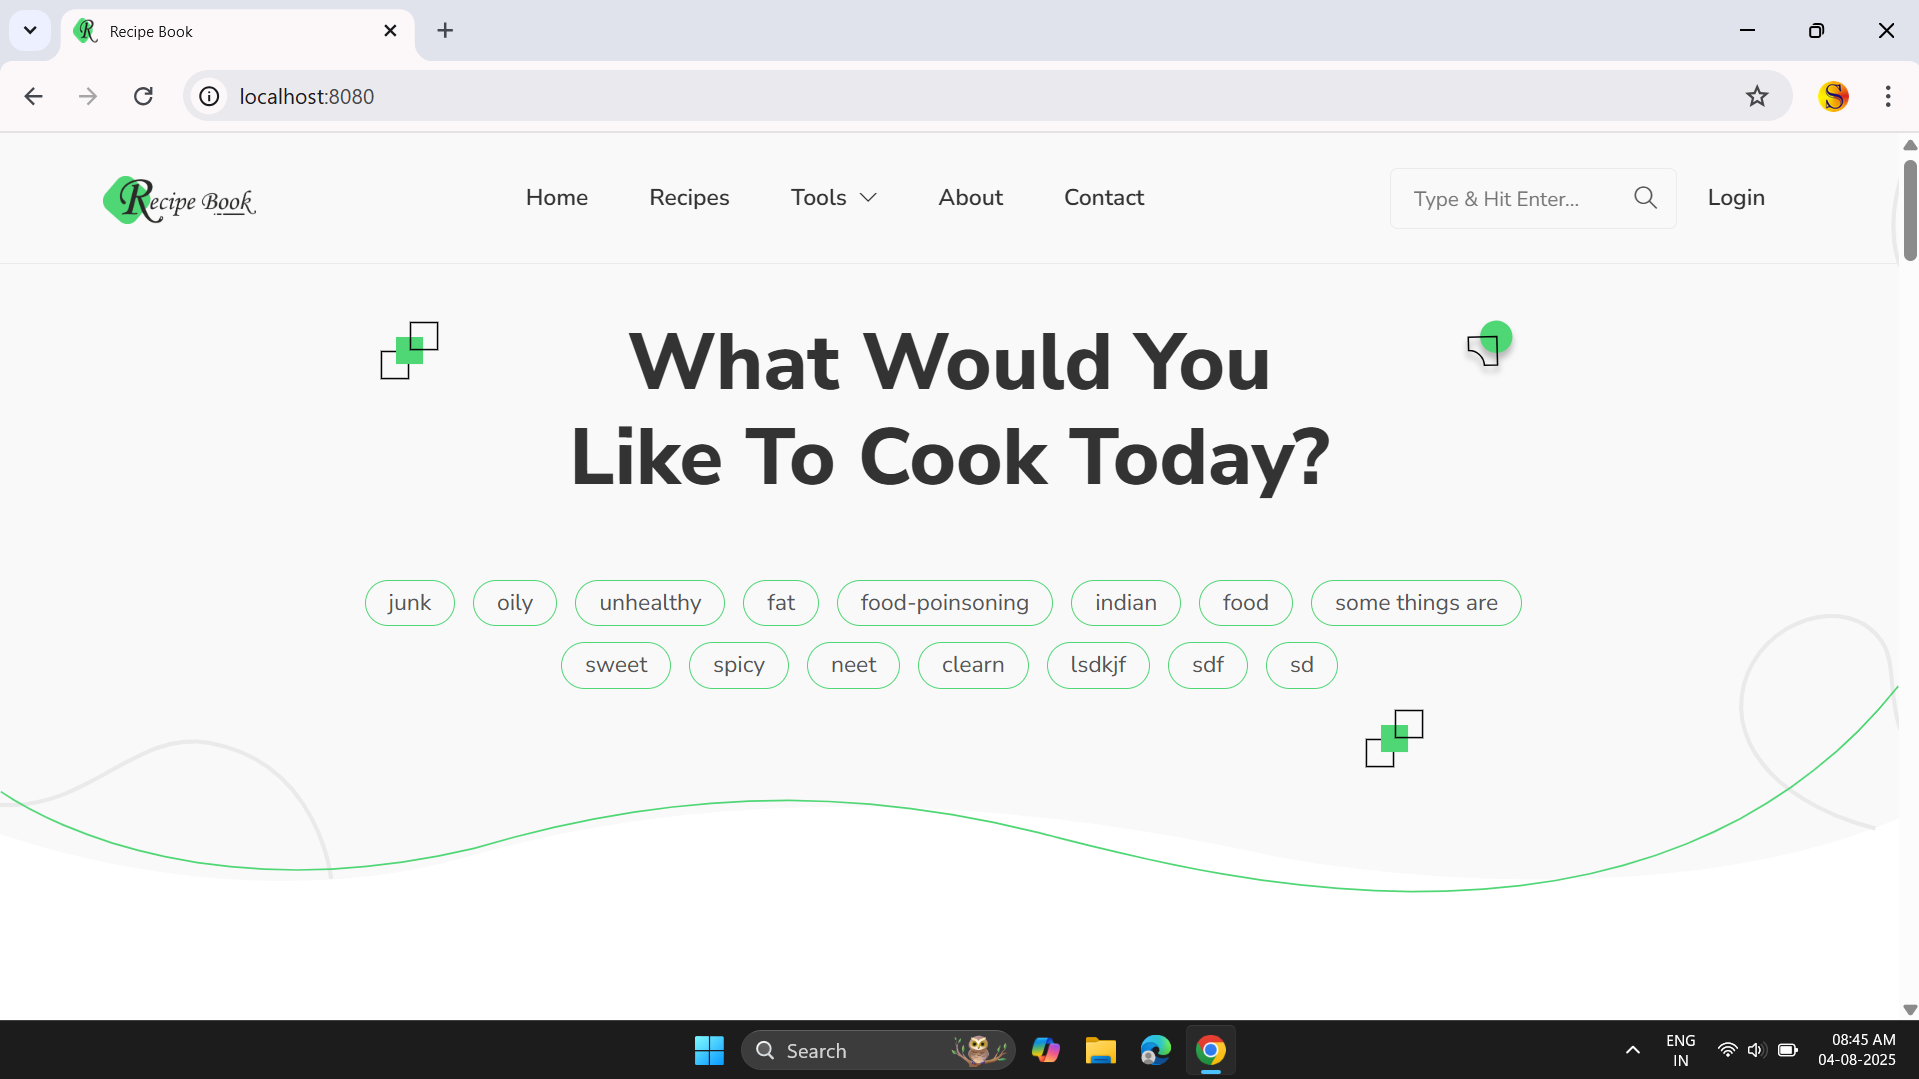 Recipe Book
localhost:8080
Recipe Book
Home Recipes Tools About Contact
Type & Hit Enter...
Login
What Would You
Like To Cook Today?
junk oily unhealthy fat food-poinsoning indian food some things are
sweet spicy neet clearn lsdkjf sdf sd
Search
ENG
IN
08:45 AM
04-08-2025